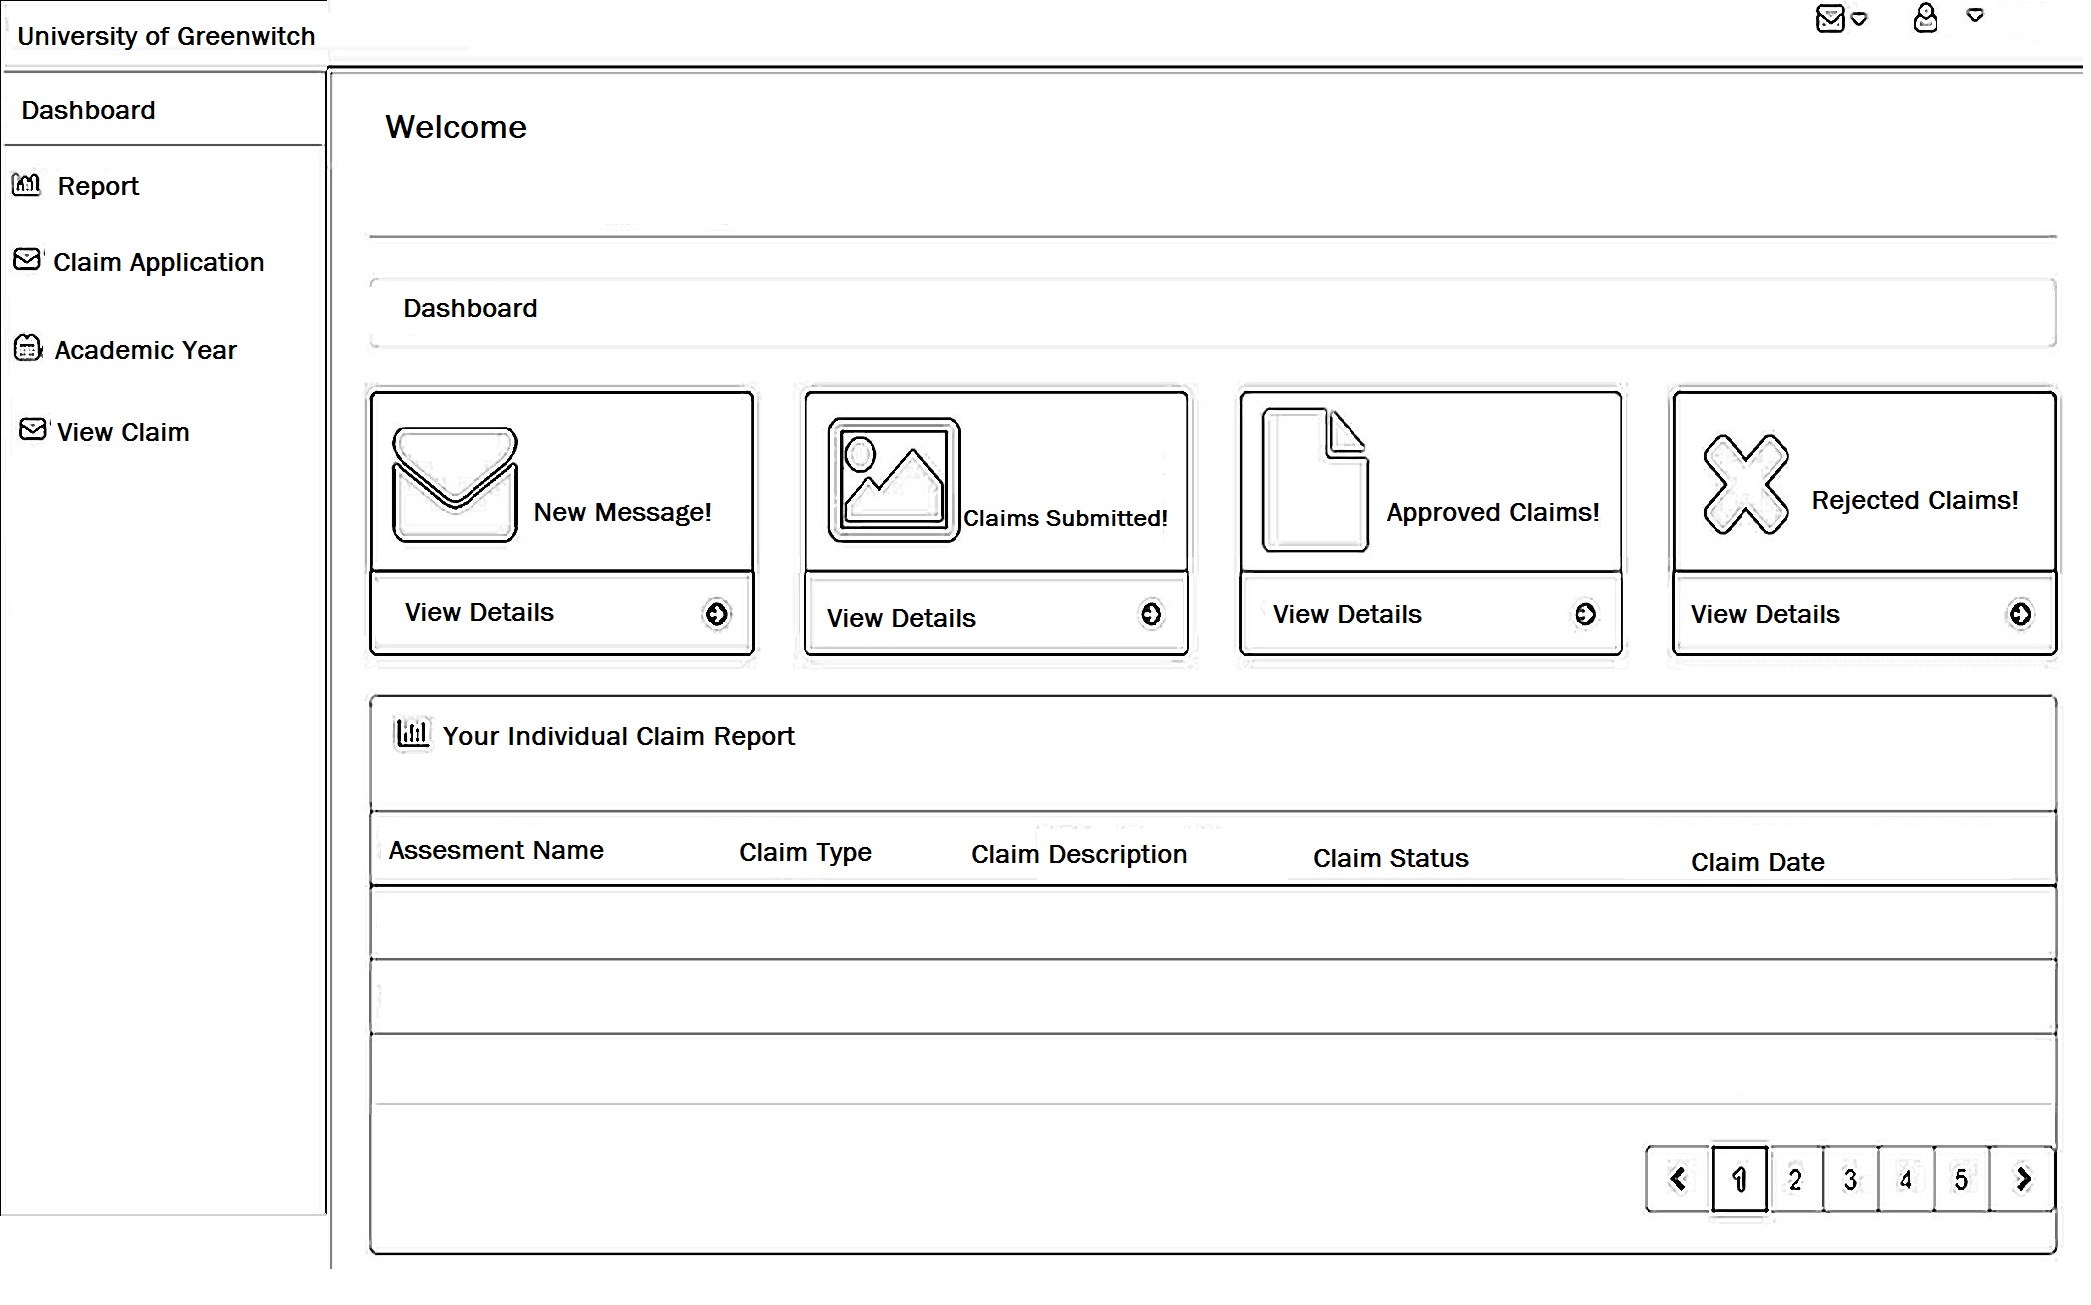 University of Greenwitch
Dashboard
Report
Claim Application
Academic Year
View Claim
Welcome
Dashboard
New Message!
Claims Submitted!
Approved Claims!
Rejected Claims!
View Details
View Details
View Details
View Details
Your Individual Claim Report
Assesment Name Claim Type Claim Description Claim Status Claim Date
1 2 3 4 5